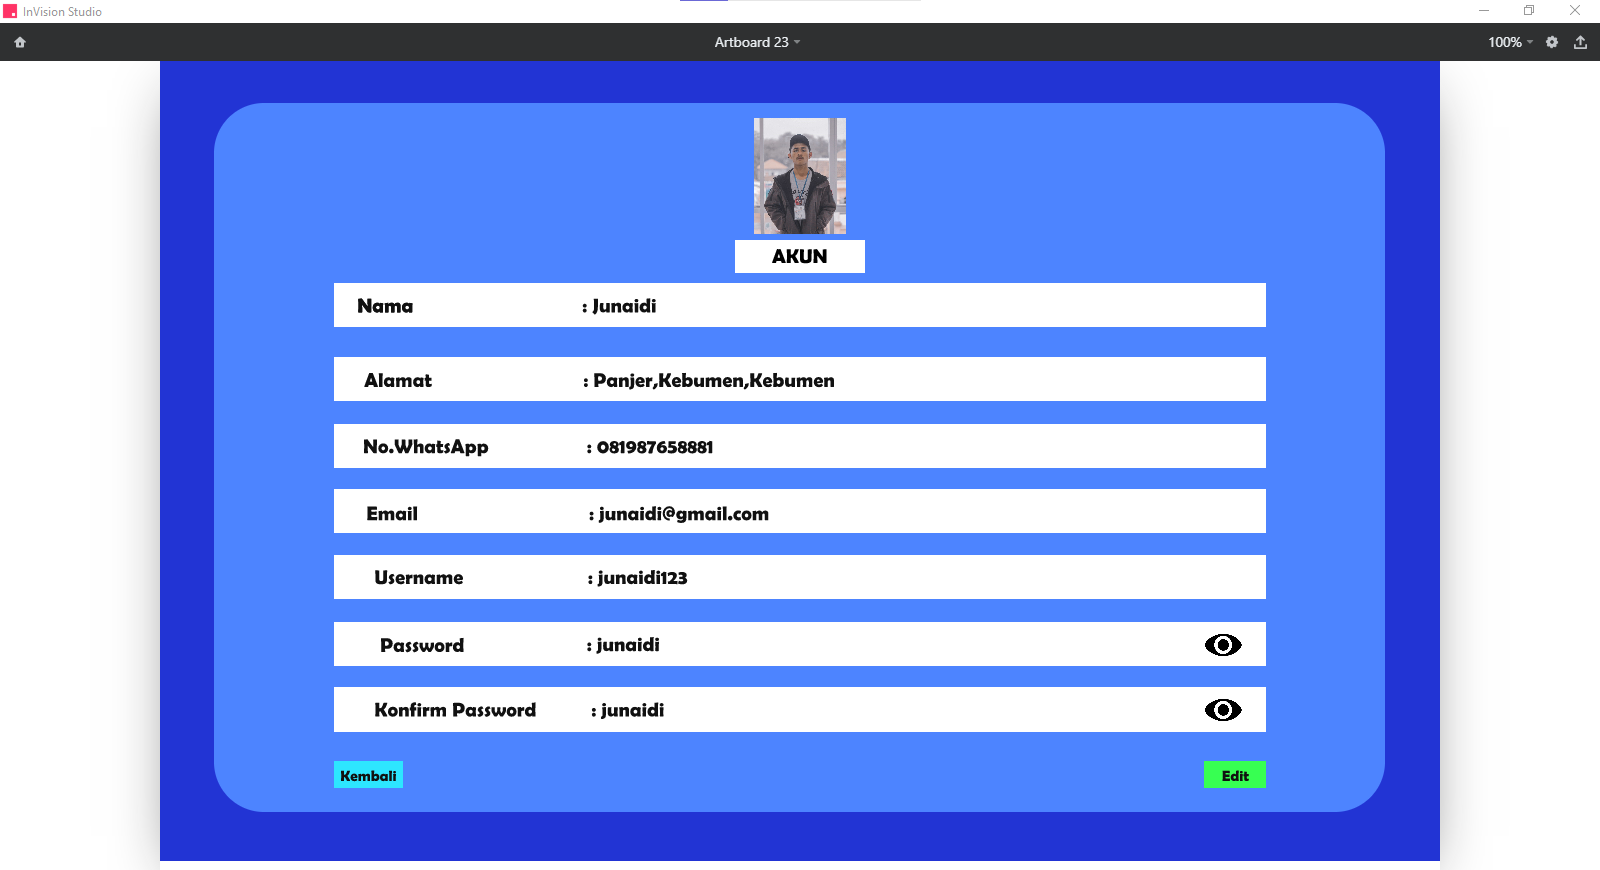 InVision Studio
Artboard 23
100%
AKUN
Nama : Junaidi
Alamat : Panjer,Kebumen,Kebumen
No.WhatsApp : 081987658881
Email : junaidi@gmail.com
Username : junaidi123
Password : junaidi
Konfirm Password : junaidi
Kembali
Edit